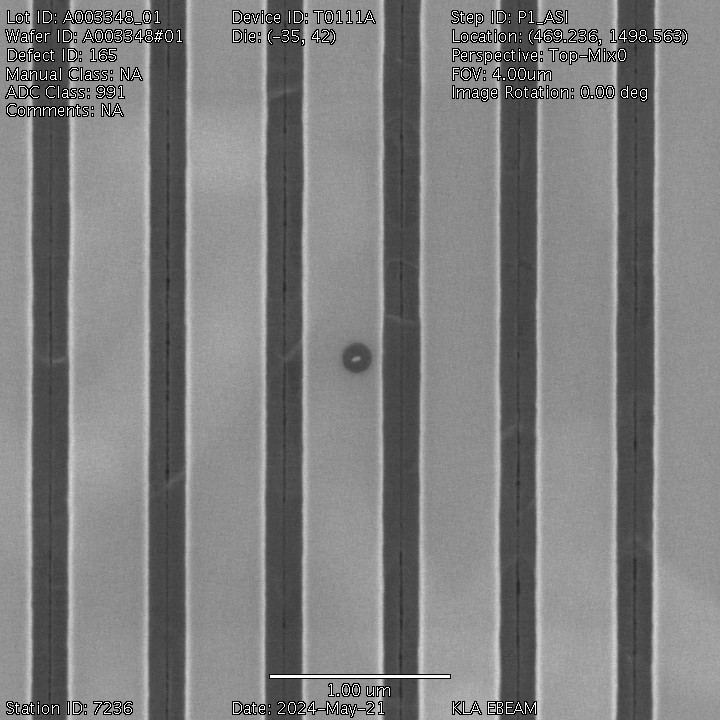 Lot ID: A003348_01
Wafer ID: A003348#01
Defect ID: 165
Manual Class: NA
ADC Class: 991
Comments: NA
Device ID: T0111A
Die: (-35, 42)
Step ID: P1_ASI
Location: (469.236, 1498.563)
Perspective: Top-Mix0
FOV: 4.00um
Image Rotation: 0.00 deg
1.00 um
Station ID: 7236
Date: 2024-May-21
KLA EBEAM